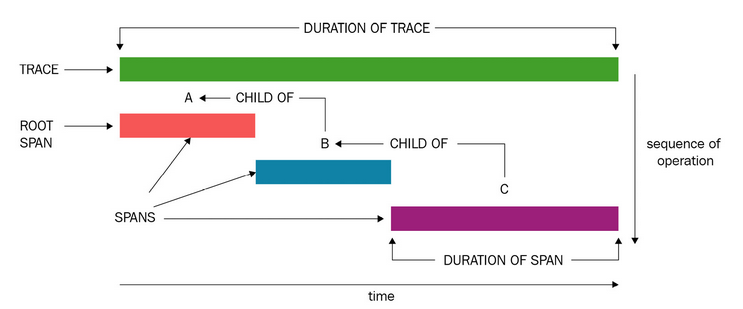 DURATION OF TRACE
TRACE
A
CHILD OF
ROOT
SPAN
B
CHILD OF
sequence of
operation
C
SPANS
DURATION OF SPAN
time